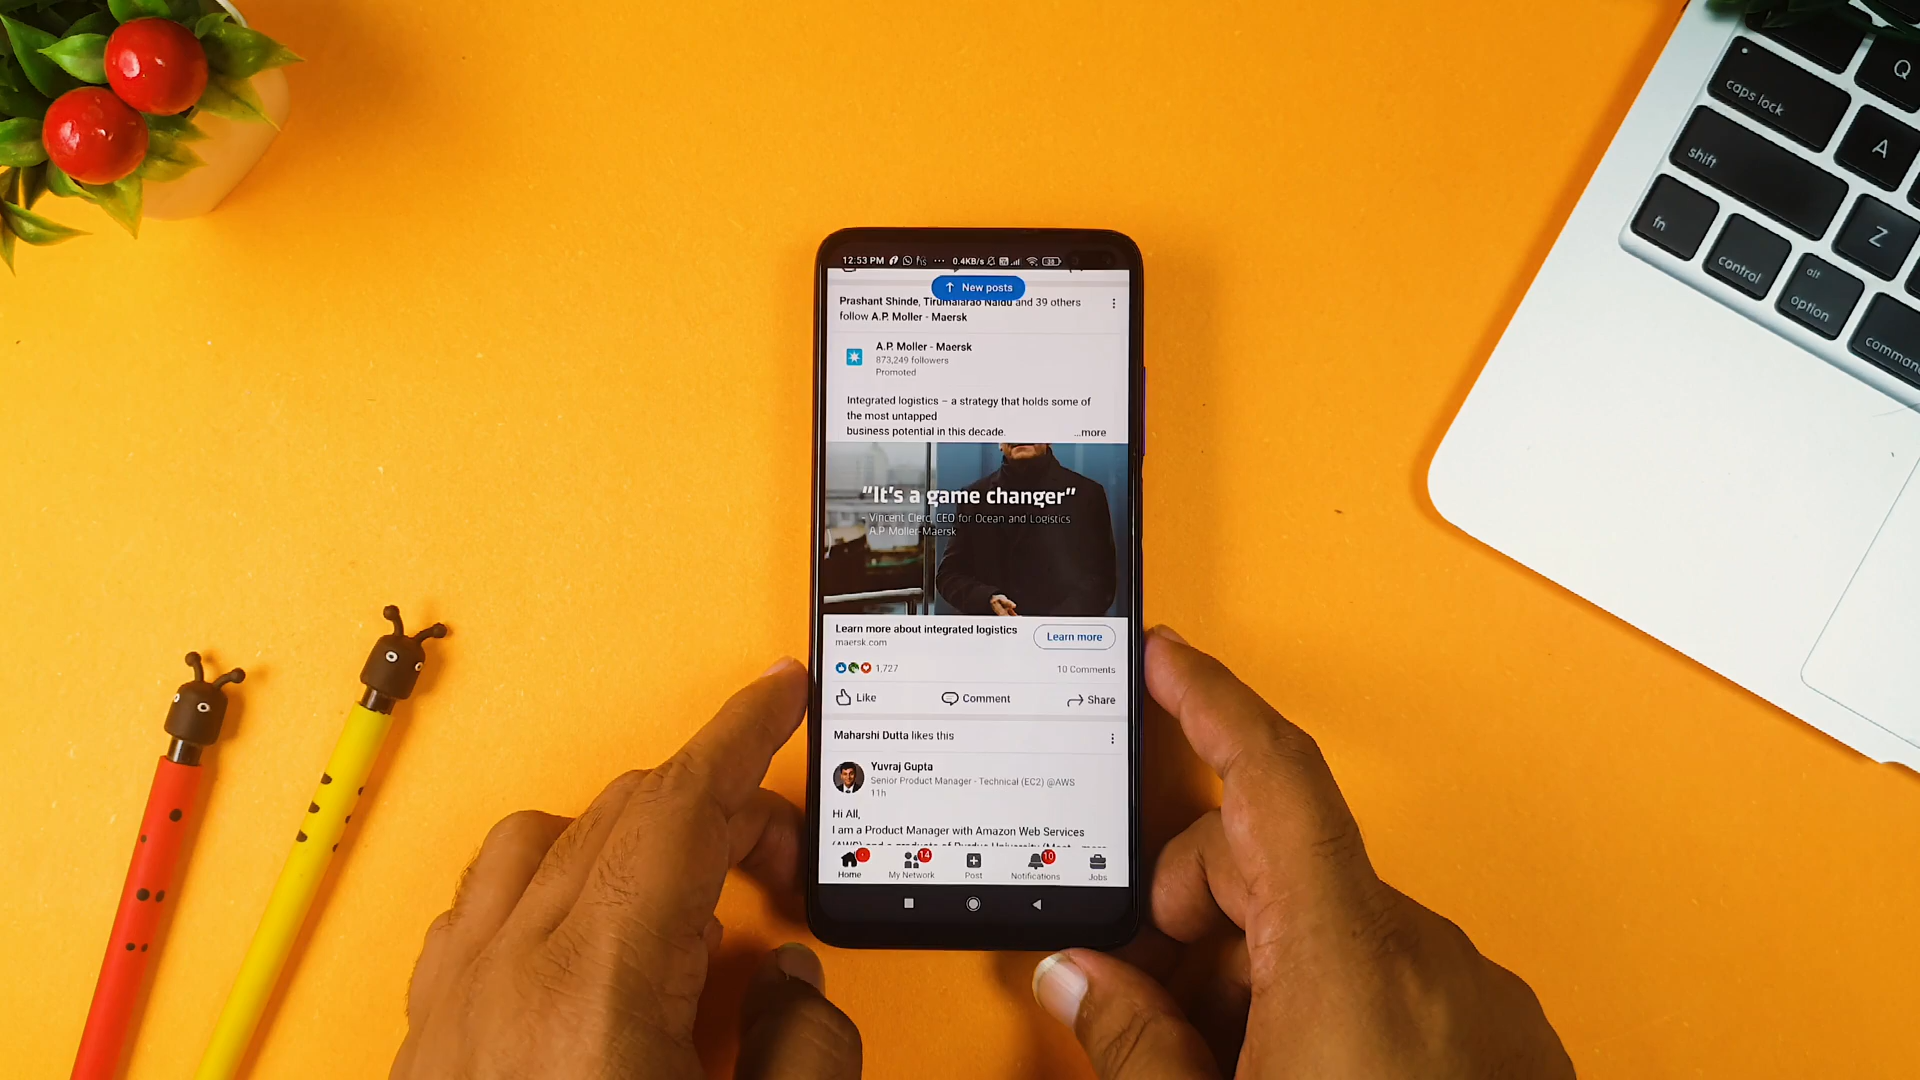 12:53 PM
0.4KB/s
New posts
Prashant Shinde, Tirumalarao Naidu and 39 others
follow A.P. Moller - Maersk
A.P. Moller - Maersk
873,249 followers
Promoted
Integrated logistics – a strategy that holds some of
the most untapped
business potential in this decade. ...more
"It's a game changer"
- Vincent Clerc, CEO for Ocean and Logistics
A.P. Moller-Maersk
Learn more about integrated logistics
maersk.com
Learn more
1,727
10 Comments
Like
Comment
Share
Maharshi Dutta likes this
Yuvraj Gupta
Senior Product Manager - Technical (EC2) @AWS
11h
Hi All,
I am a Product Manager with Amazon Web Services
14
10
Home
My Network
Post
Notifications
Jobs
Q
caps lock
A
shift
fn
Z
control
alt
option
comman